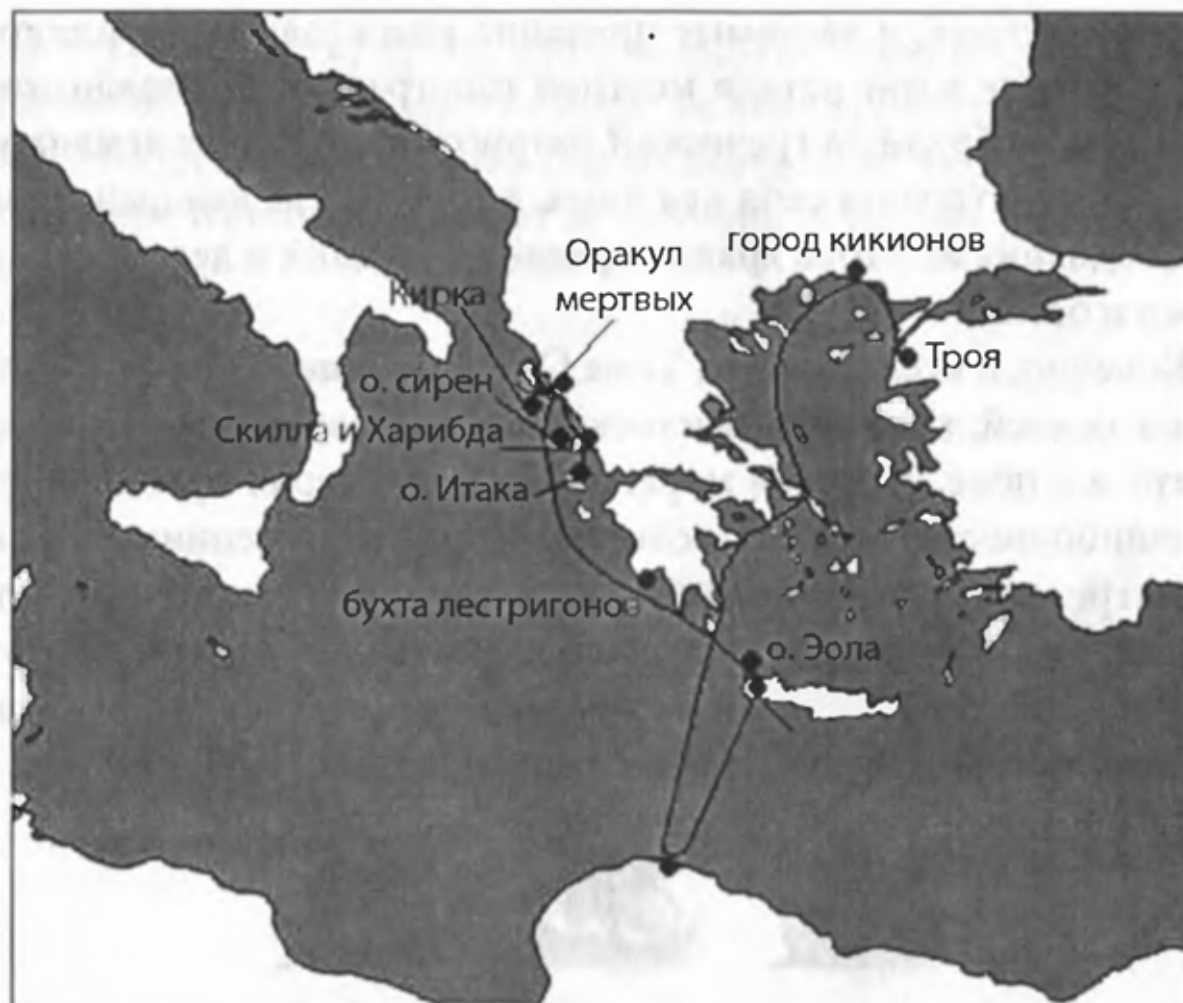 город кикионов
Оракул
мертвых
Кирка
Троя
о. сирен
Скилла и Харибда
о. Итака
бухта лестригонов
о. Эола